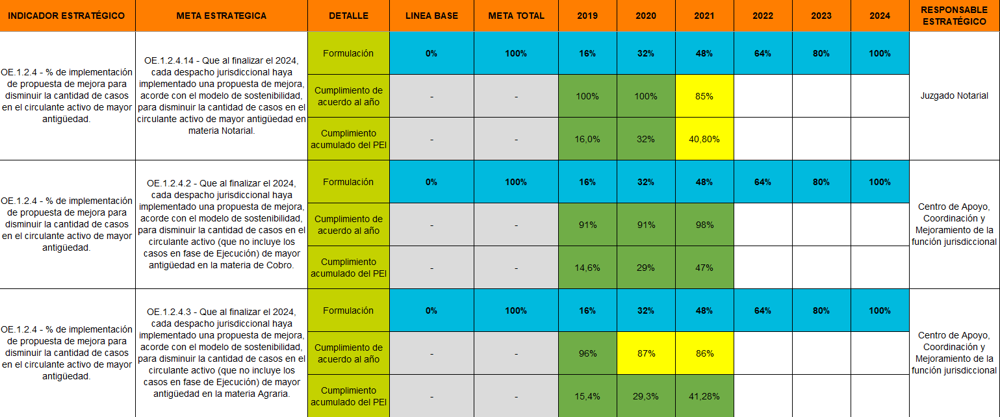 INDICADOR ESTRATÉGICO
META ESTRATEGICA
DETALLE
LINEA BASE
META TOTAL
2019
2020
2021
2022
2023
2024
RESPONSABLE
ESTRATÉGICO
OE.1.2.4 - % de implementación
de propuesta de mejora para
disminuir la cantidad de casos
en el circulante activo de mayor
antigüedad.
OE.1.2.4.14 - Que al finalizar el 2024,
cada despacho jurisdiccional haya
implementado una propuesta de mejora,
acorde con el modelo de sostenibilidad,
para disminuir la cantidad de casos en el
circulante activo de mayor antigüedad en
materia Notarial.
Formulación
0%
100%
16%
32%
48%
64%
80%
100%
Cumplimiento de
acuerdo al año
-
-
100%
100%
85%
Cumplimiento
acumulado del PEI
-
-
16,0%
32%
40,80%
Juzgado Notarial
OE.1.2.4 - % de implementación
de propuesta de mejora para
disminuir la cantidad de casos
en el circulante activo de mayor
antigüedad.
OE.1.2.4.2 - Que al finalizar el 2024,
cada despacho jurisdiccional haya
implementado una propuesta de mejora,
acorde con el modelo de sostenibilidad,
para disminuir la cantidad de casos en el
circulante activo (que no incluye los
casos en fase de Ejecución) de mayor
antigüedad en la materia de Cobro.
Formulación
0%
100%
16%
32%
48%
64%
80%
100%
Cumplimiento de
acuerdo al año
-
-
91%
91%
98%
Cumplimiento
acumulado del PEI
-
-
14,6%
29%
47%
Centro de Apoyo,
Coordinación y
Mejoramiento de la
función jurisdiccional
OE.1.2.4 - % de implementación
de propuesta de mejora para
disminuir la cantidad de casos
en el circulante activo de mayor
antigüedad.
OE.1.2.4.3 - Que al finalizar el 2024,
cada despacho jurisdiccional haya
implementado una propuesta de mejora,
acorde con el modelo de sostenibilidad,
para disminuir la cantidad de casos en el
circulante activo (que no incluye los
casos en fase de Ejecución) de mayor
antigüedad en la materia Agraria.
Formulación
0%
100%
16%
32%
48%
64%
80%
100%
Cumplimiento de
acuerdo al año
-
-
96%
87%
86%
Cumplimiento
acumulado del PEI
-
-
15,4%
29,3%
41,28%
Centro de Apoyo,
Coordinación y
Mejoramiento de la
función jurisdiccional